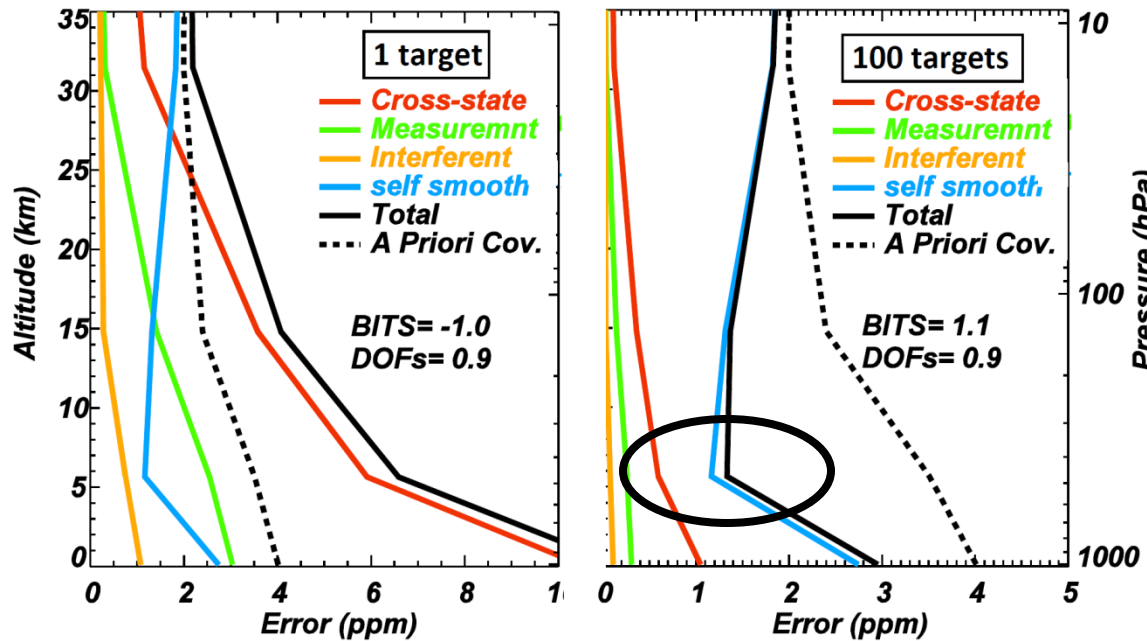 1 target
Cross-state
Measuremnt
Interferent
self smooth
Total
A Priori Cov.
BITS= -1.0
DOFs= 0.9
35
30
25
20
15
10
5
0
Altitude (km)
0 2 4 6 8 10
Error (ppm)
100 targets
Cross-state
Measuremnt
Interferent
self smooth
Total
A Priori Cov.
BITS= 1.1
DOFs= 0.9
10
100
1000
Pressure (hPa)
0 1 2 3 4 5
Error (ppm)